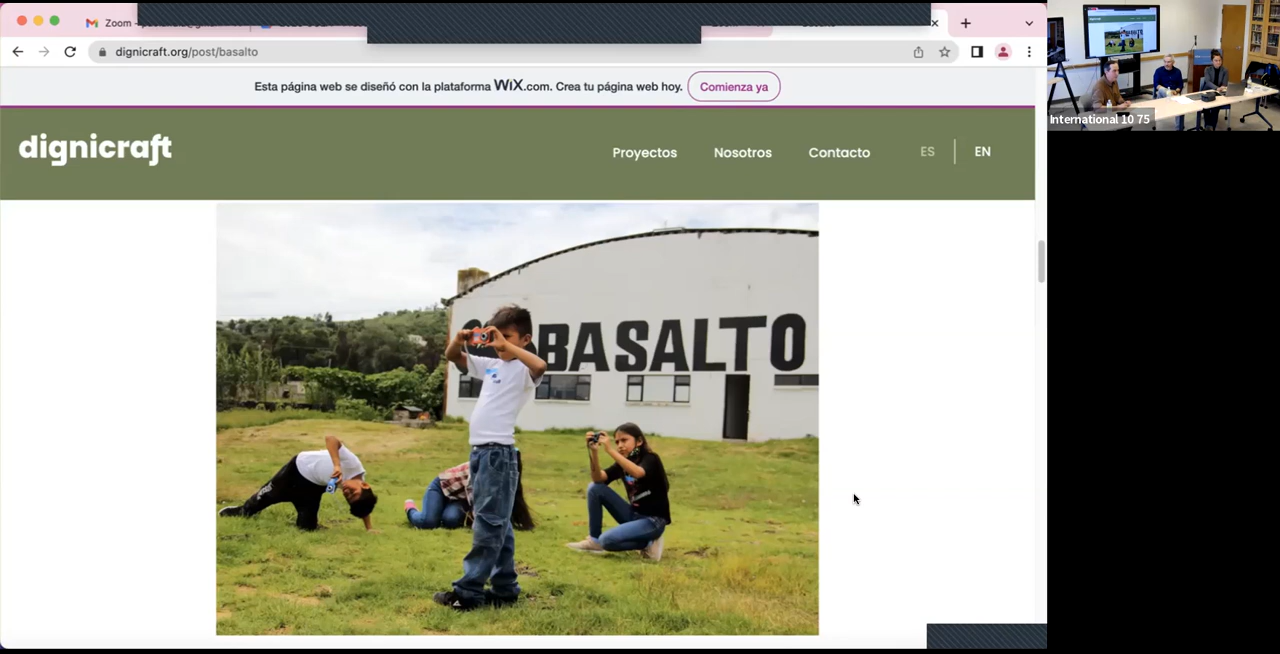 Zoom
dignicraft.org/post/basalto
Esta página web se diseñó con la plataforma WiX.com. Crea tu página web hoy.
Comienza ya
dignicraft
Proyectos
Nosotros
Contacto
ES
EN
BASALTO
International 10 75